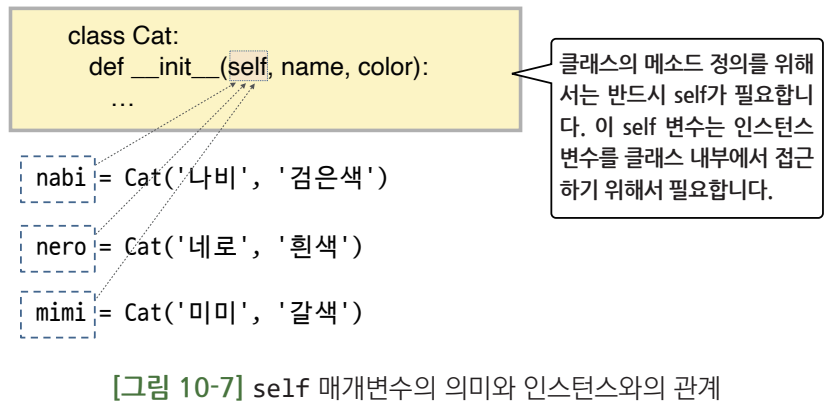 class Cat:
def __init__(self, name, color):
…
클래스의 메소드 정의를 위해
서는 반드시 self가 필요합니
다. 이 self 변수는 인스턴스
변수를 클래스 내부에서 접근
하기 위해서 필요합니다.
nabi = Cat('나비', '검은색')
nero = Cat('네로', '흰색')
mimi = Cat('미미', '갈색')
[그림 10-7] self 매개변수의 의미와 인스턴스와의 관계